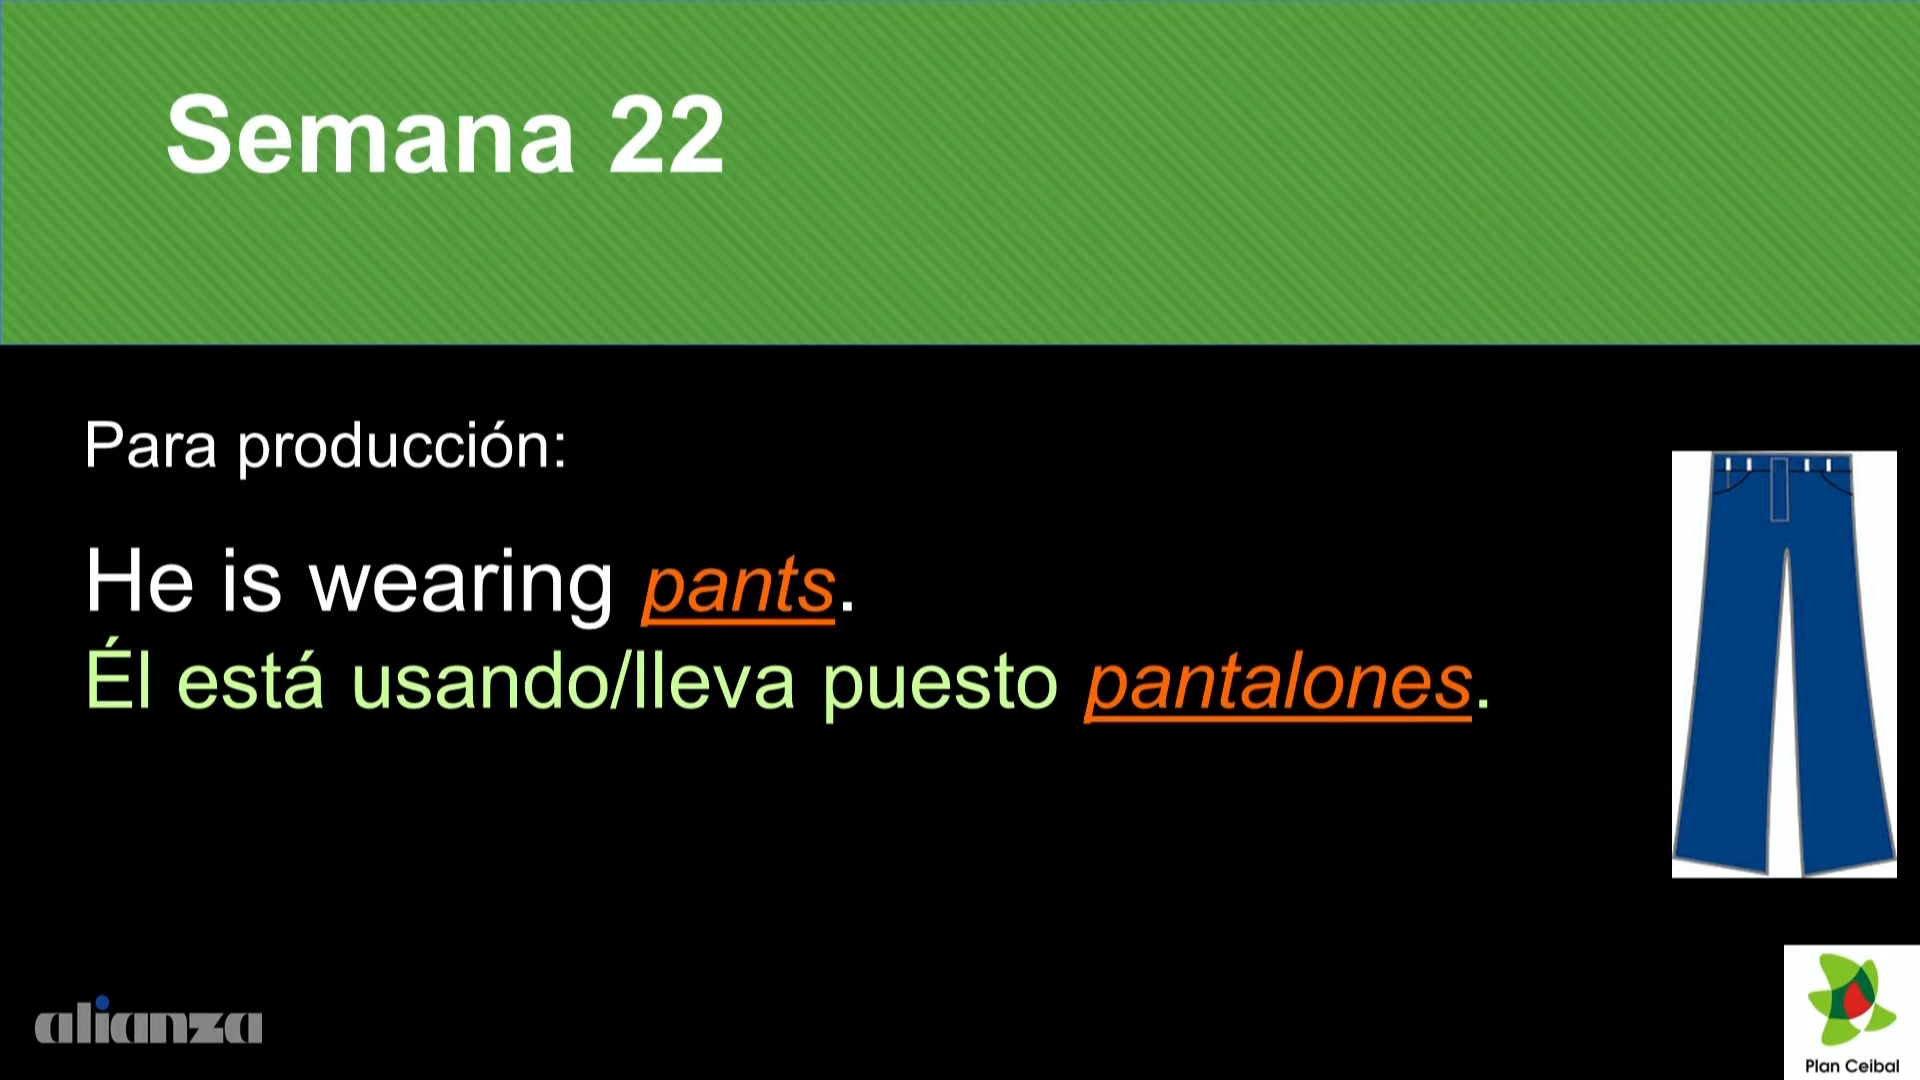 Semana 22
Para producción:
He is wearing pants.
Él está usando/lleva puesto pantalones.
alianza
Plan Ceibal